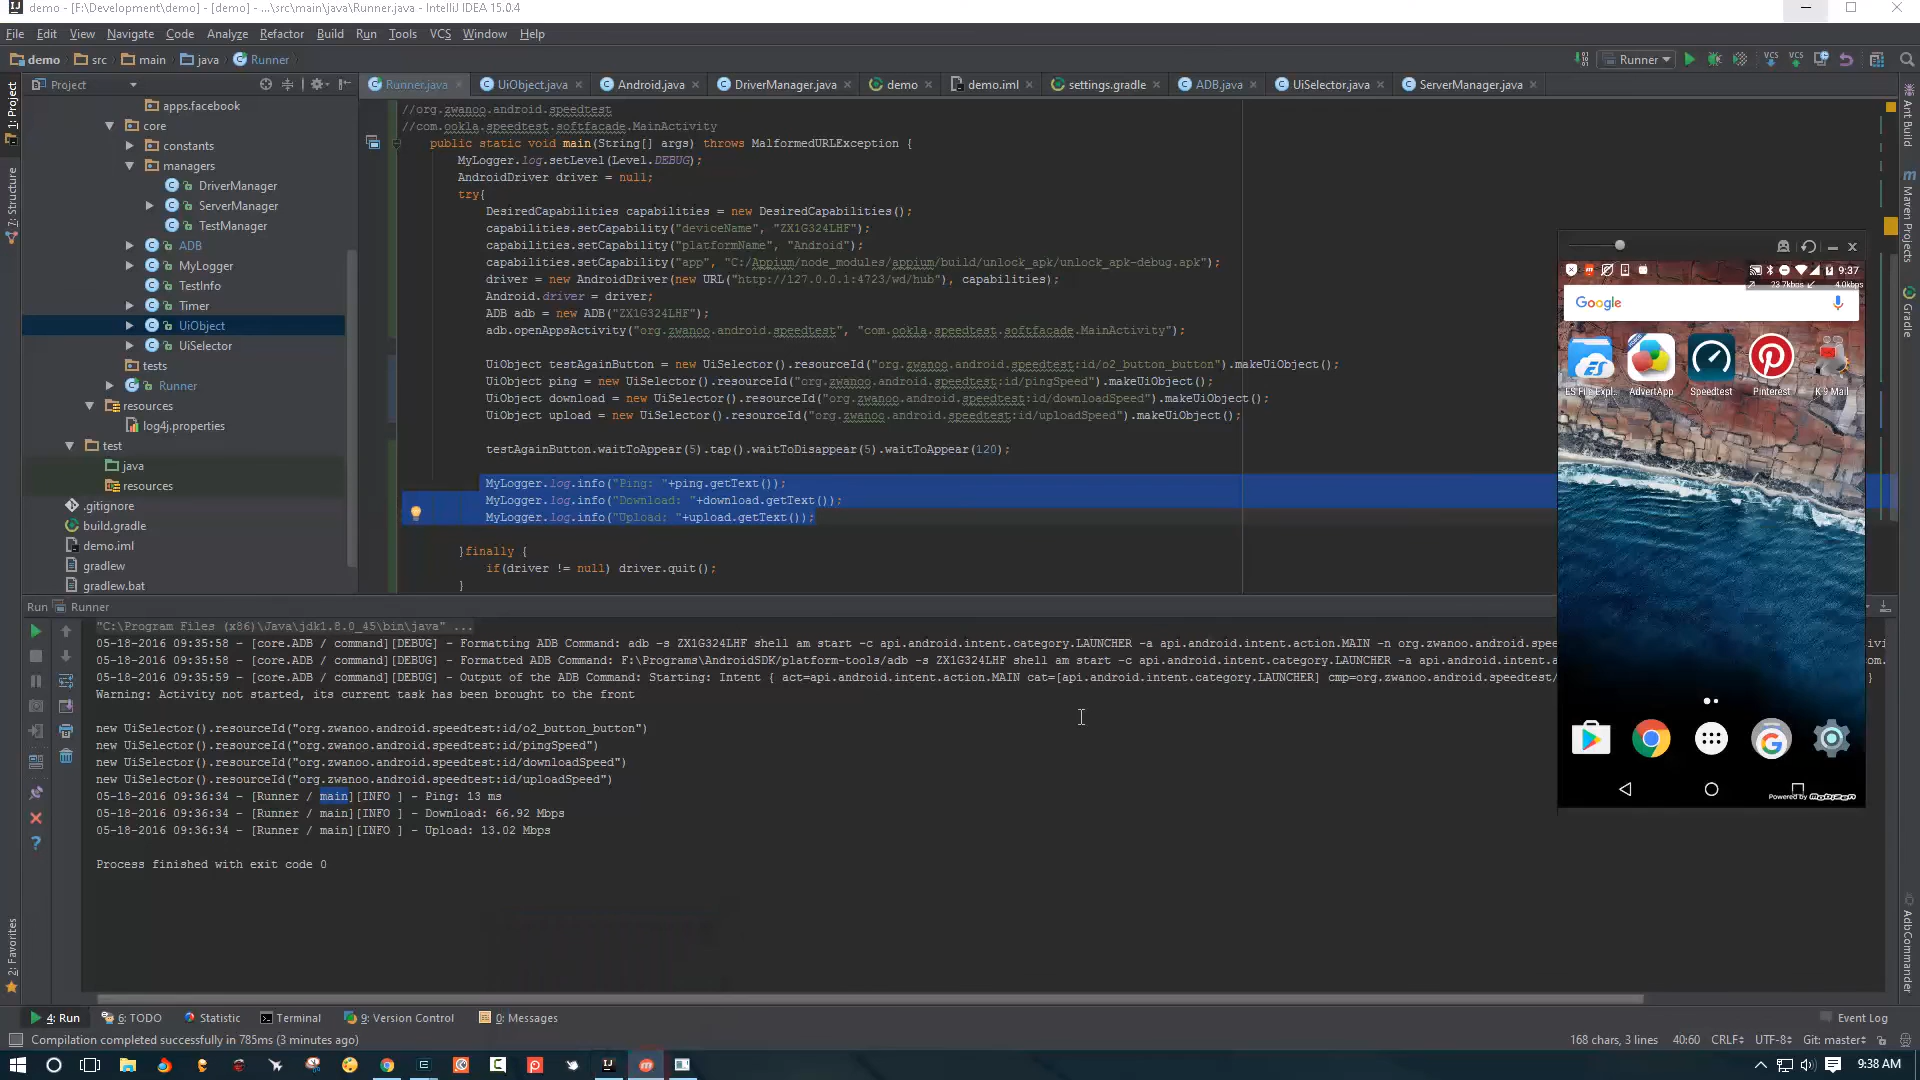 demo - [F:\Development\demo] - [demo] - ...\src\main\java\Runner.java - IntelliJ IDEA 15.0.4
File Edit View Navigate Code Analyze Refactor Build Run Tools VCS Window Help
demo src main java Runner
Runner
Project
Runner.java UiObject.java Android.java DriverManager.java demo demo.iml settings.gradle ADB.java UiSelector.java ServerManager.java
1: Project
7: Structure
2: Favorites
Ant Build
Maven Projects
Gradle
AdbCommander
apps.facebook
core
constants
managers
DriverManager
ServerManager
TestManager
ADB
MyLogger
TestInfo
Timer
UiObject
UiSelector
tests
Runner
resources
log4j.properties
test
java
resources
.gitignore
build.gradle
demo.iml
gradlew
gradlew.bat
//org.zwanoo.android.speedtest
//com.ookla.speedtest.softfacade.MainActivity
public static void main(String[] args) throws MalformedURLException {
MyLogger.log.setLevel(Level.DEBUG);
AndroidDriver driver = null;
try{
DesiredCapabilities capabilities = new DesiredCapabilities();
capabilities.setCapability("deviceName", "ZX1G324LHF");
capabilities.setCapability("platformName", "Android");
capabilities.setCapability("app", "C:/Appium/node_modules/appium/build/unlock_apk/unlock_apk-debug.apk");
driver = new AndroidDriver(new URL("http://127.0.0.1:4723/wd/hub"), capabilities);
Android.driver = driver;
ADB adb = new ADB("ZX1G324LHF");
adb.openAppsActivity("org.zwanoo.android.speedtest", "com.ookla.speedtest.softfacade.MainActivity");
UiObject testAgainButton = new UiSelector().resourceId("org.zwanoo.android.speedtest:id/o2_button_button").makeUiObject();
UiObject ping = new UiSelector().resourceId("org.zwanoo.android.speedtest:id/pingSpeed").makeUiObject();
UiObject download = new UiSelector().resourceId("org.zwanoo.android.speedtest:id/downloadSpeed").makeUiObject();
UiObject upload = new UiSelector().resourceId("org.zwanoo.android.speedtest:id/uploadSpeed").makeUiObject();
testAgainButton.waitToAppear(5).tap().waitToDisappear(5).waitToAppear(120);
MyLogger.log.info("Ping: "+ping.getText());
MyLogger.log.info("Download: "+download.getText());
MyLogger.log.info("Upload: "+upload.getText());
}finally {
if(driver != null) driver.quit();
}
9:37
23.7kbps 4.0kbps
Google
ES File Expl.. AdvertApp Speedtest Pinterest K-9 Mail
Powered by Mobizen
Run Runner
"C:\Program Files (x86)\Java\jdk1.8.0_45\bin\java" ...
05-18-2016 09:35:58 - [core.ADB / command][DEBUG] - Formatting ADB Command: adb -s ZX1G324LHF shell am start -c api.android.intent.category.LAUNCHER -a api.android.intent.action.MAIN -n org.zwanoo.android.spe
05-18-2016 09:35:58 - [core.ADB / command][DEBUG] - Formatted ADB Command: F:\Programs\AndroidSDK/platform-tools/adb -s ZX1G324LHF shell am start -c api.android.intent.category.LAUNCHER -a api.android.intent.a
05-18-2016 09:35:59 - [core.ADB / command][DEBUG] - Output of the ADB Command: Starting: Intent { act=api.android.intent.action.MAIN cat=[api.android.intent.category.LAUNCHER] cmp=org.zwanoo.android.speedtest/
Warning: Activity not started, its current task has been brought to the front
new UiSelector().resourceId("org.zwanoo.android.speedtest:id/o2_button_button")
new UiSelector().resourceId("org.zwanoo.android.speedtest:id/pingSpeed")
new UiSelector().resourceId("org.zwanoo.android.speedtest:id/downloadSpeed")
new UiSelector().resourceId("org.zwanoo.android.speedtest:id/uploadSpeed")
05-18-2016 09:36:34 - [Runner / main][INFO ] - Ping: 13 ms
05-18-2016 09:36:34 - [Runner / main][INFO ] - Download: 66.92 Mbps
05-18-2016 09:36:34 - [Runner / main][INFO ] - Upload: 13.02 Mbps
Process finished with exit code 0
4: Run 6: TODO Statistic Terminal 9: Version Control 0: Messages Event Log
Compilation completed successfully in 785ms (3 minutes ago) 168 chars, 3 lines 40:60 CRLF UTF-8 Git: master
9:38 AM